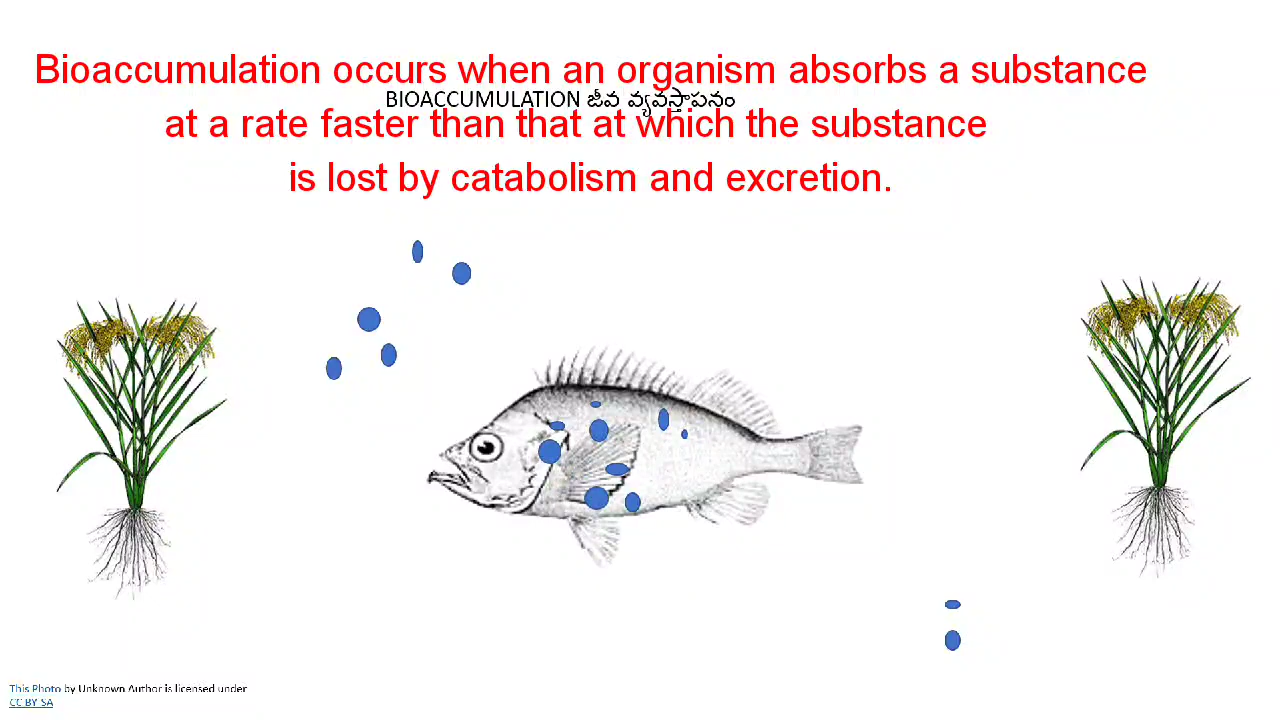 Bioaccumulation occurs when an organism absorbs a substance
BIOACCUMULATION జీవ వ్యవస్థాపనం
at a rate faster than that at which the substance
is lost by catabolism and excretion.
This Photo by Unknown Author is licensed under
CC BY-SA